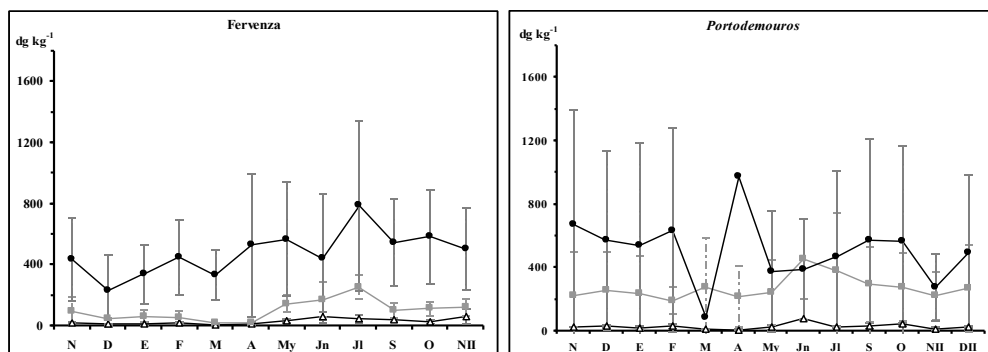 Fervenza
dg kg-1
1600
1200
800
400
0
N D E F M A My Jn Jl S O NII
Portodemouros
dg kg-1
1600
1200
800
400
0
N D E F M A My Jn Jl S O NII DII